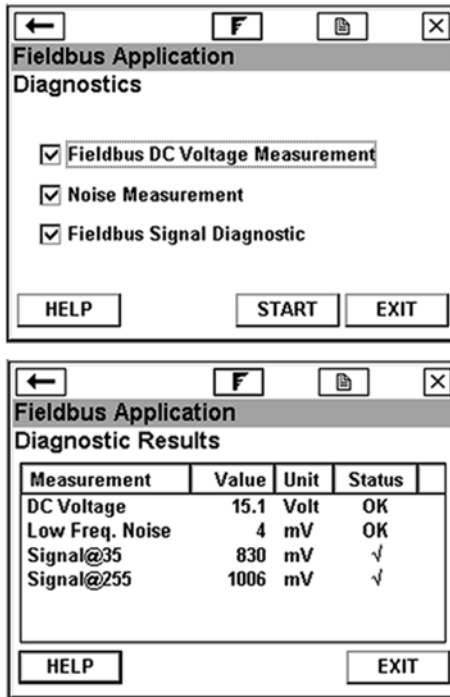 F
Fieldbus Application
Diagnostics
Fieldbus DC Voltage Measurement
Noise Measurement
Fieldbus Signal Diagnostic
HELP START EXIT
F
Fieldbus Application
Diagnostic Results
Measurement Value Unit Status
DC Voltage 15.1 Volt OK
Low Freq. Noise 4 mV OK
Signal@35 830 mV √
Signal@255 1006 mV √
HELP EXIT